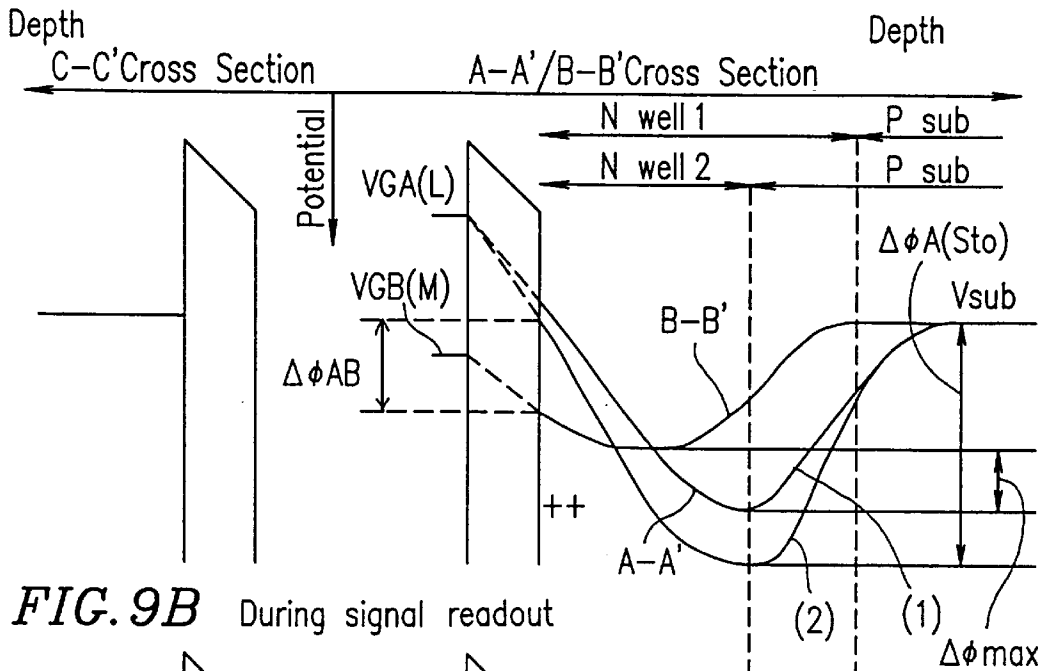 Depth
Depth
C-C'Cross Section
A-A'/B-B'Cross Section
N well 1
P sub
N well 2
P sub
Potential
VGA(L)
ΔϕA(Sto)
VGB(M)
B-B'
Vsub
ΔϕAB
++
A-A'
(2)
(1)
Δϕmax
FIG. 9B During signal readout